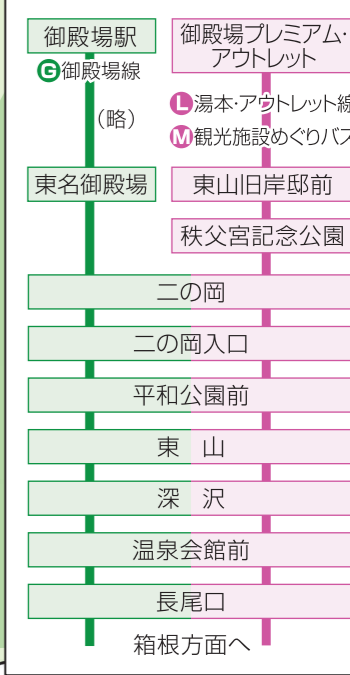 御殿場駅
御殿場プレミアム・
アウトレット
G御殿場線
L湯本・アウトレット線
M観光施設めぐりバス
(略)
東名御殿場
東山旧岸邸前
秩父宮記念公園
二の岡
二の岡入口
平和公園前
東 山
深 沢
温泉会館前
長尾口
箱根方面へ